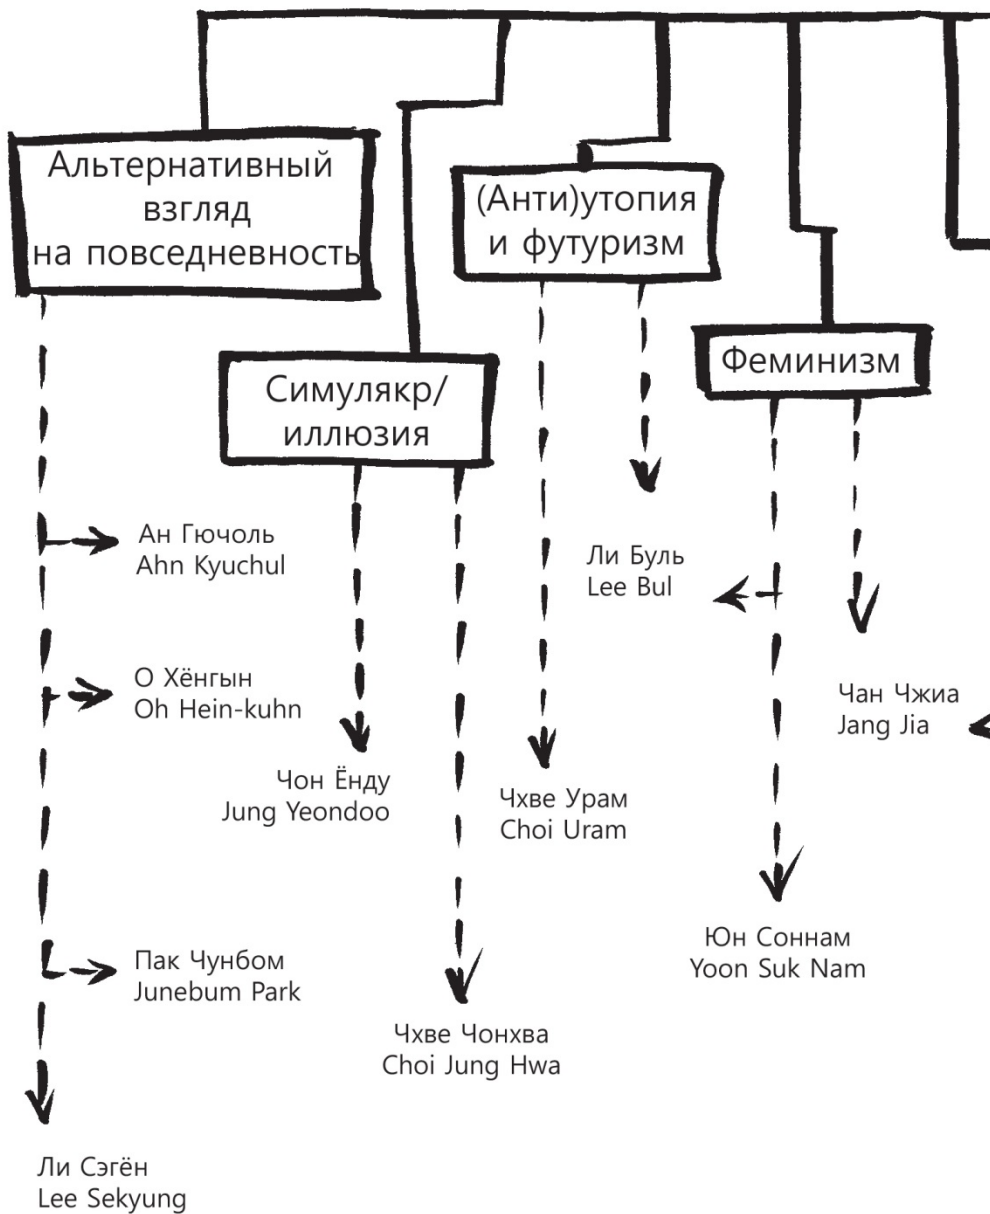 Альтернативный
взгляд
на повседневность
(Анти)утопия
и футуризм
Симулякр/
иллюзия
Феминизм
Ан Гючоль
Ahn Kyuchul
Ли Буль
Lee Bul
О Хёнгын
Oh Hein-kuhn
Чан Чжиа
Jang Jia
Чон Ёнду
Jung Yeondoo
Чхве Урам
Choi Uram
Юн Соннам
Yoon Suk Nam
Пак Чунбом
Junebum Park
Чхве Чонхва
Choi Jung Hwa
Ли Сэгён
Lee Sekyung